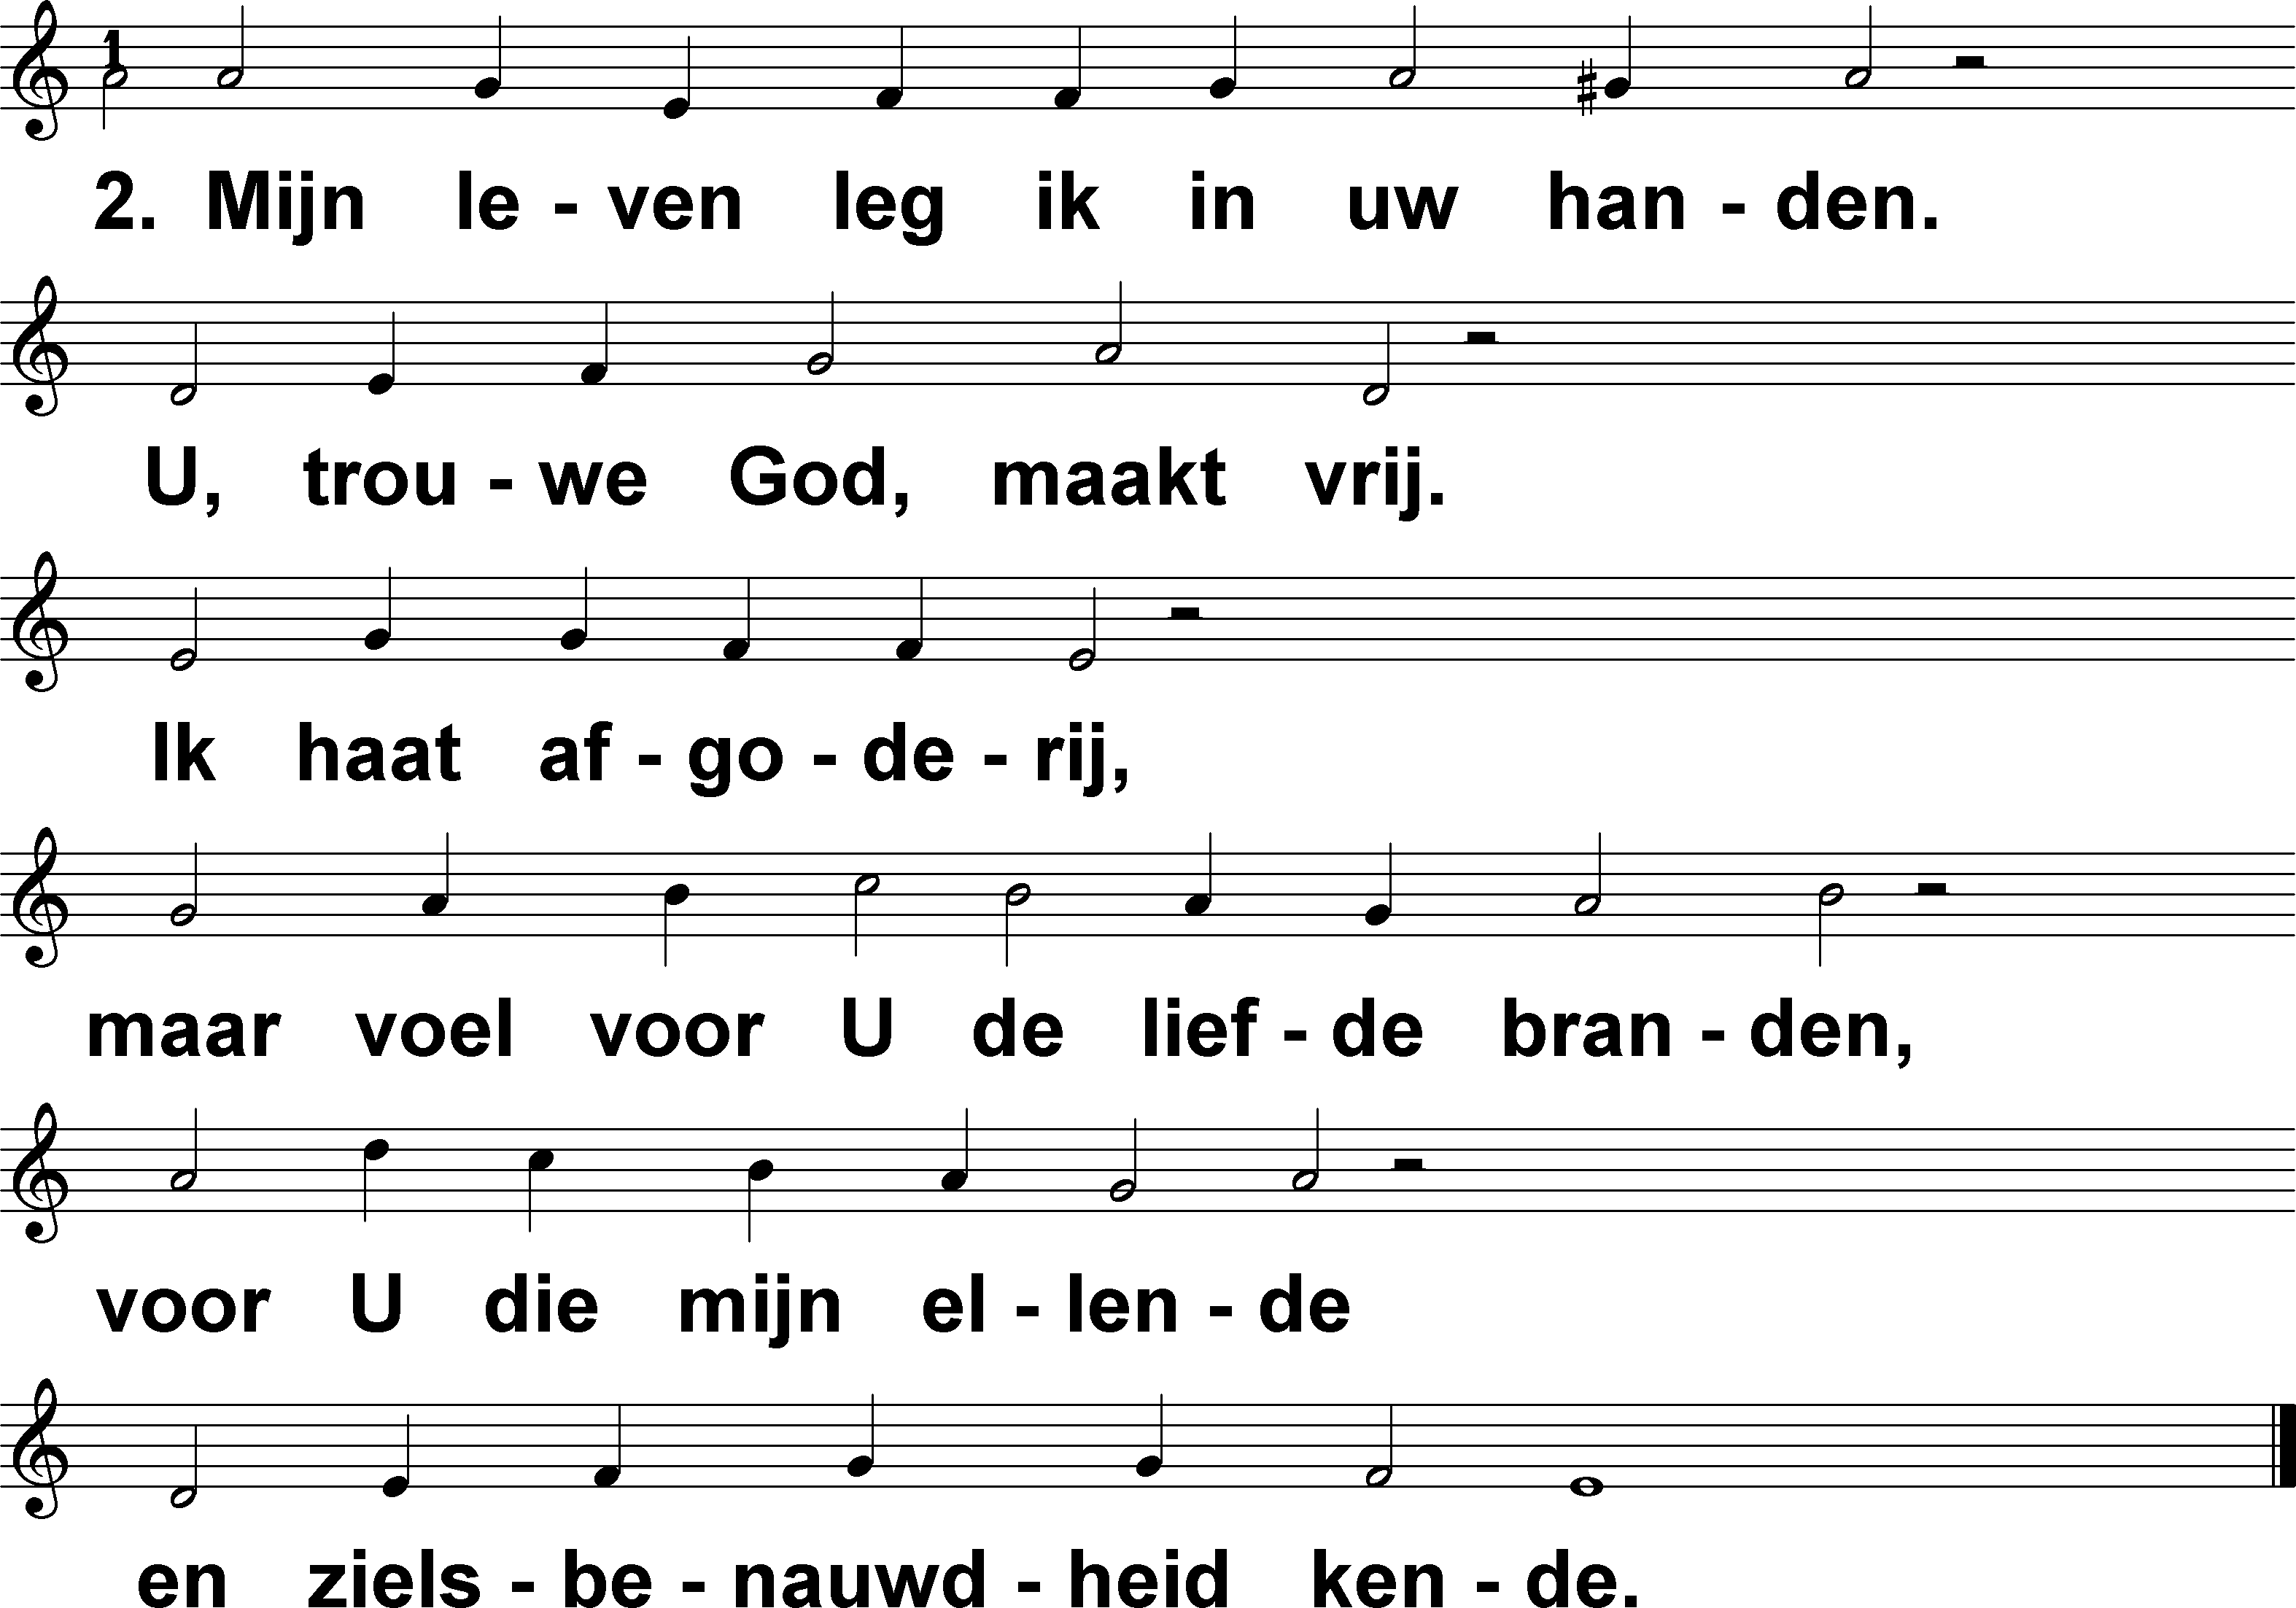 1
2. Mijn le - ven leg ik in uw han - den.
U, trou - we God, maakt vrij.
Ik haat af - go - de - rij,
maar voel voor U de lief - de bran - den,
voor U die mijn el - len - de
en ziels - be - nauwd - heid ken - de.